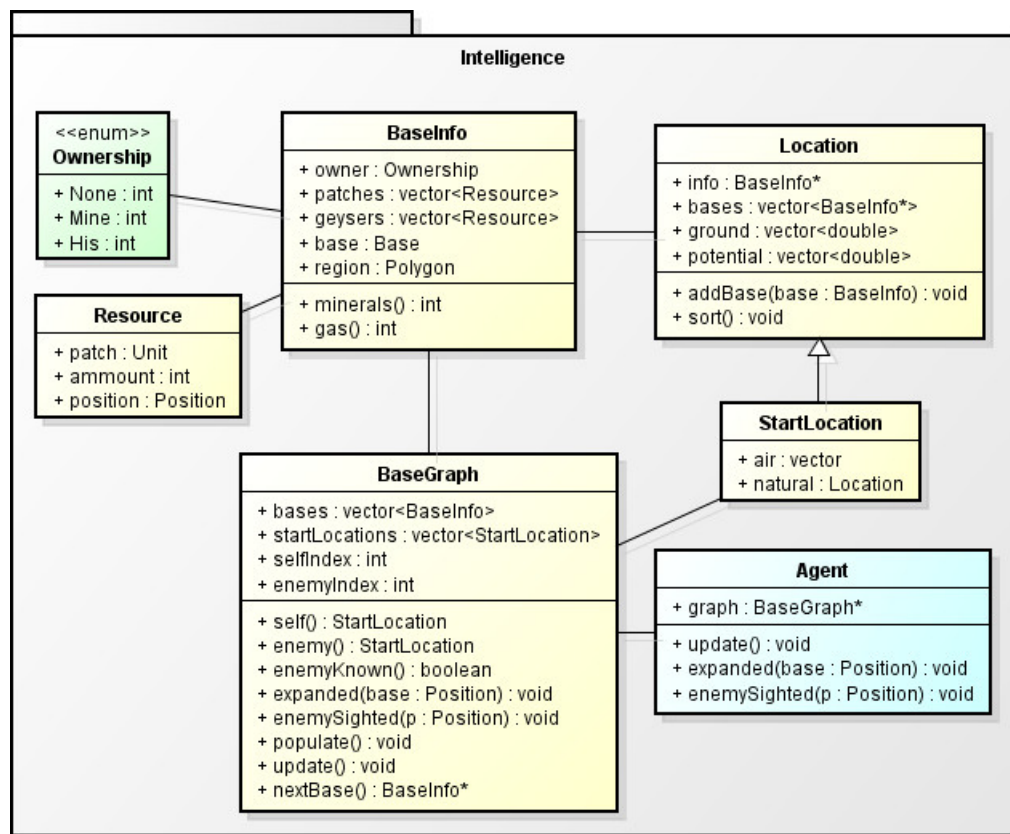 Intelligence
<<enum>>
Ownership
+ None : int
+ Mine : int
+ His : int
BaseInfo
+ owner : Ownership
+ patches : vector<Resource>
+ geysers : vector<Resource>
+ base : Base
+ region : Polygon
+ minerals() : int
+ gas() : int
Location
+ info : BaseInfo*
+ bases : vector<BaseInfo*>
+ ground : vector<double>
+ potential : vector<double>
+ addBase(base : BaseInfo) : void
+ sort() : void
Resource
+ patch : Unit
+ ammount : int
+ position : Position
StartLocation
+ air : vector
+ natural : Location
BaseGraph
+ bases : vector<BaseInfo>
+ startLocations : vector<StartLocation>
+ selfIndex : int
+ enemyIndex : int
+ self() : StartLocation
+ enemy() : StartLocation
+ enemyKnown() : boolean
+ expanded(base : Position) : void
+ enemySighted(p : Position) : void
+ populate() : void
+ update() : void
+ nextBase() : BaseInfo*
Agent
+ graph : BaseGraph*
+ update() : void
+ expanded(base : Position) : void
+ enemySighted(p : Position) : void